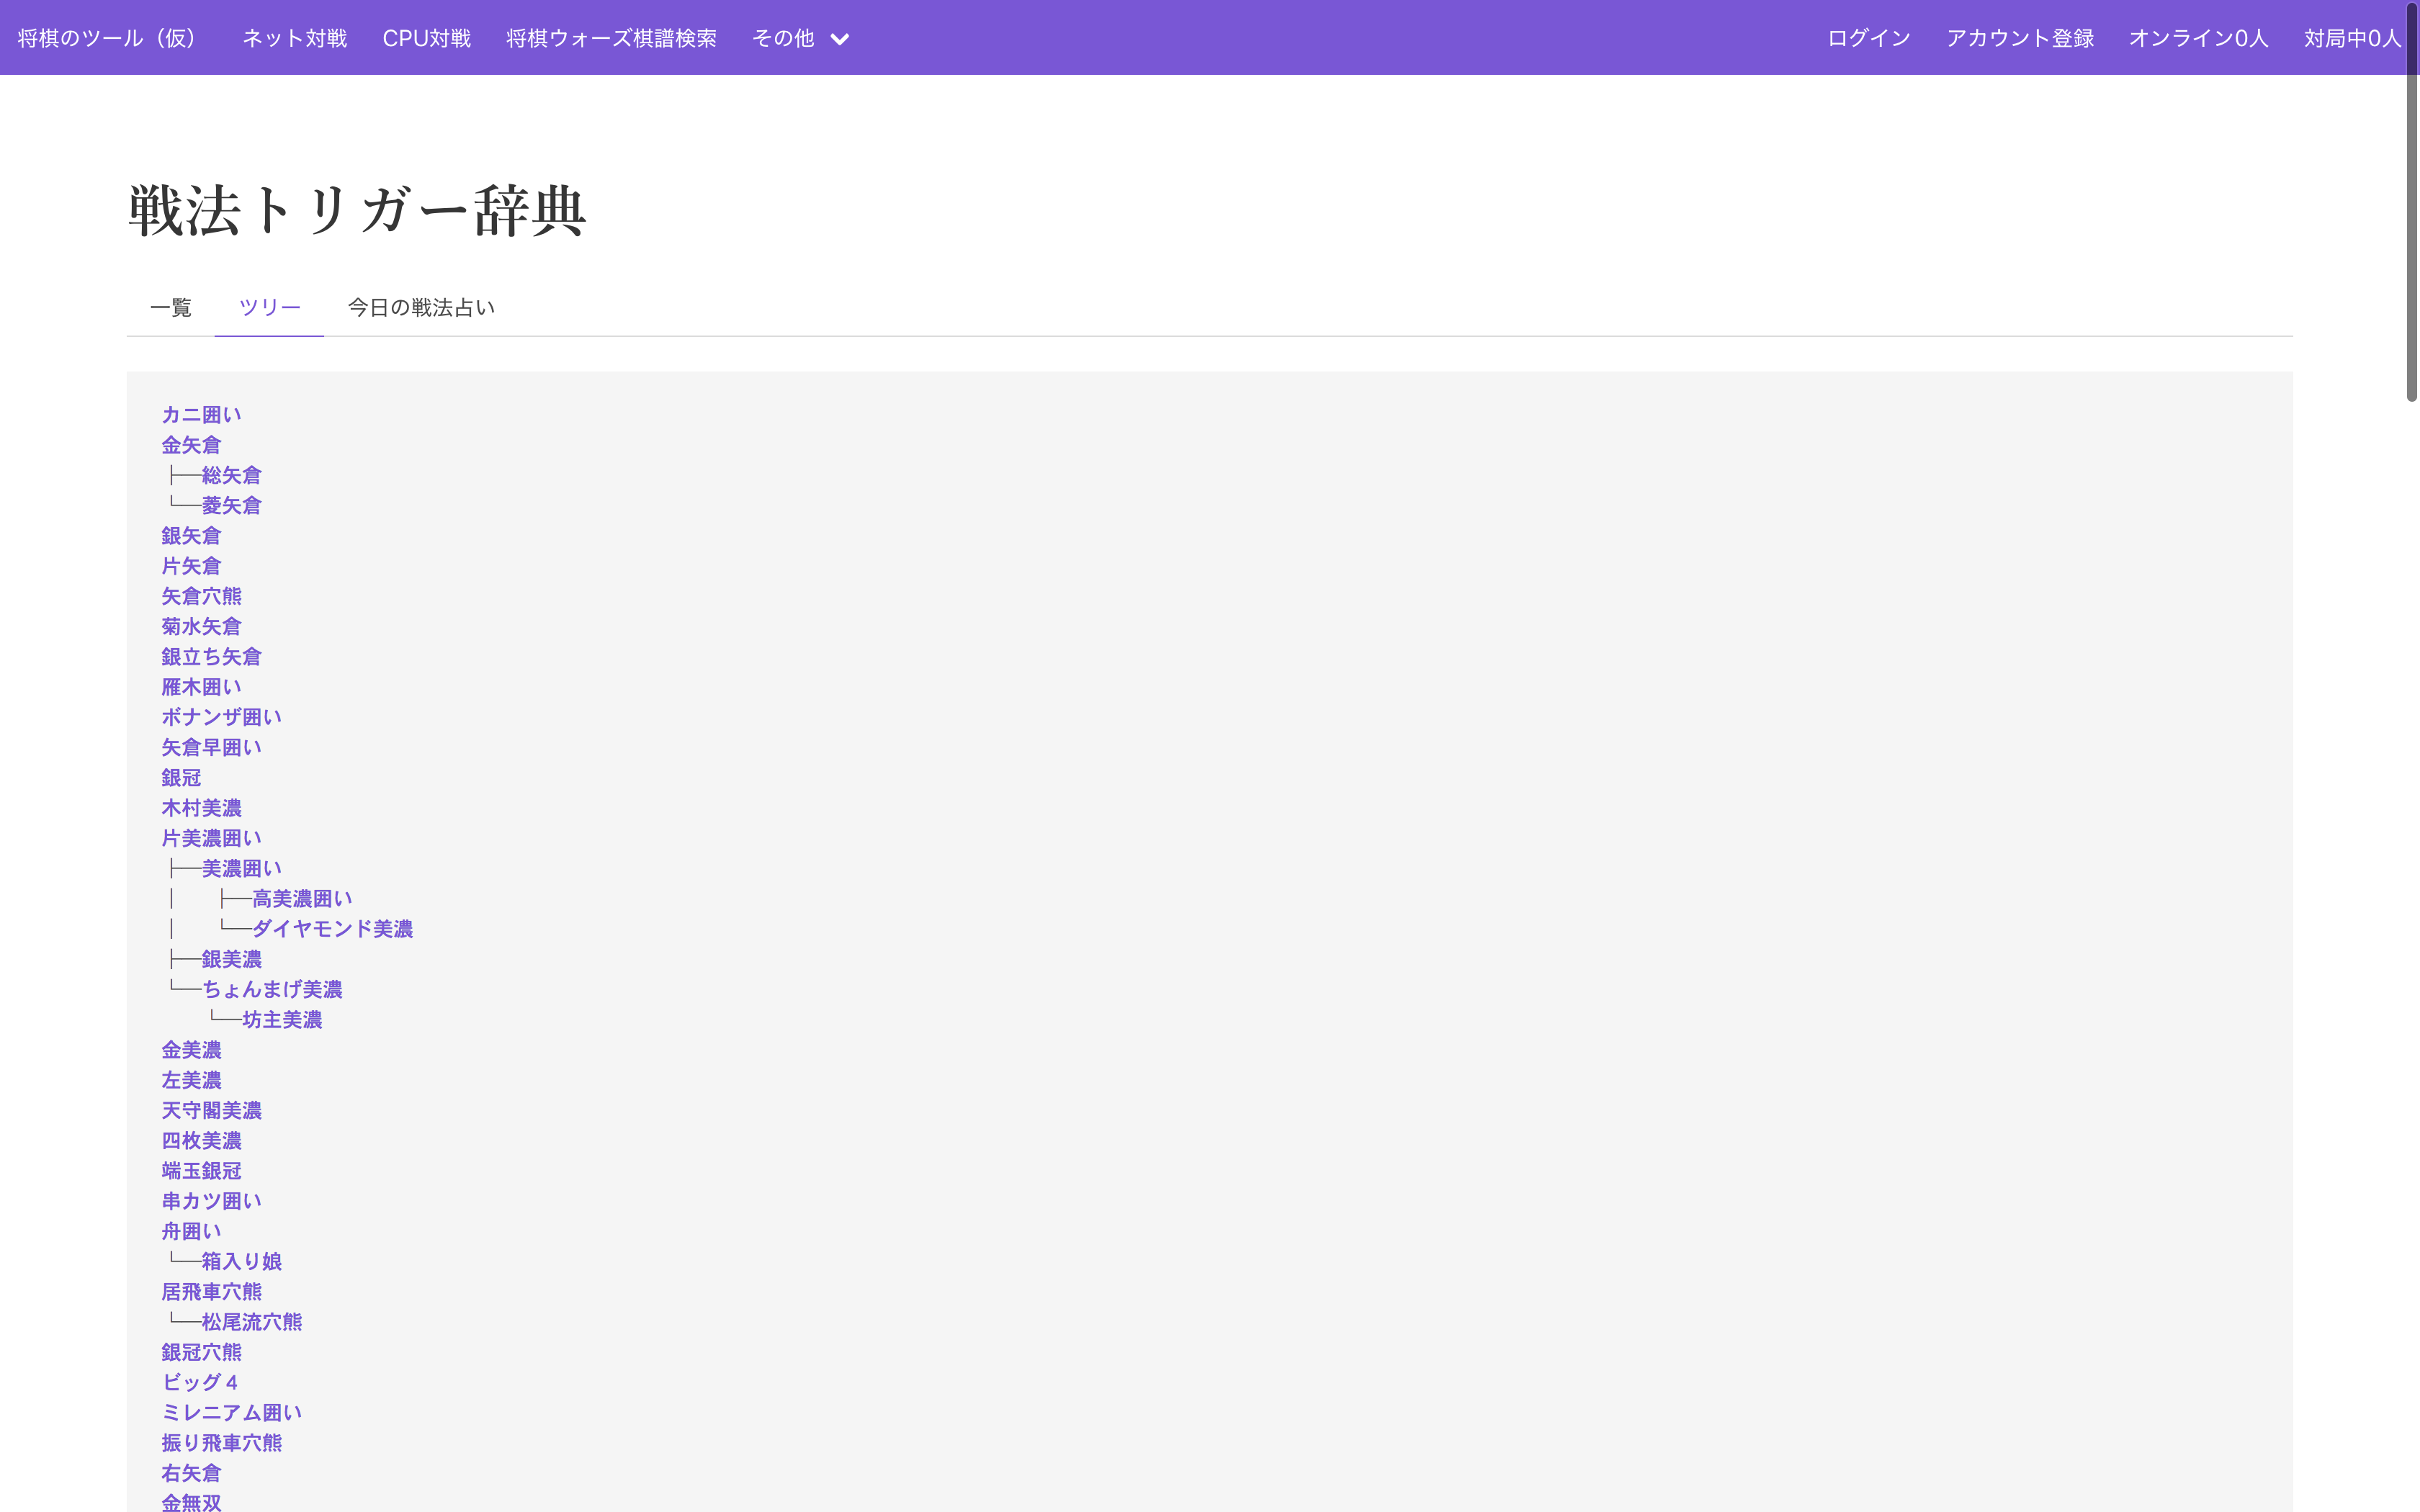 将棋のツール（仮） ネット対戦 CPU対戦 将棋ウォーズ棋譜検索 その他 ログイン アカウント登録 オンライン0人 対局中0人
戦法トリガー辞典
一覧 ツリー 今日の戦法占い
カニ囲い
金矢倉
├──総矢倉
└──菱矢倉
銀矢倉
片矢倉
矢倉穴熊
菊水矢倉
銀立ち矢倉
雁木囲い
ボナンザ囲い
矢倉早囲い
銀冠
木村美濃
片美濃囲い
├──美濃囲い
│   ├──高美濃囲い
│   └──ダイヤモンド美濃
├──銀美濃
└──ちょんまげ美濃
    └──坊主美濃
金美濃
左美濃
天守閣美濃
四枚美濃
端玉銀冠
串カツ囲い
舟囲い
└──箱入り娘
居飛車穴熊
└──松尾流穴熊
銀冠穴熊
ビッグ４
ミレニアム囲い
振り飛車穴熊
右矢倉
金無双